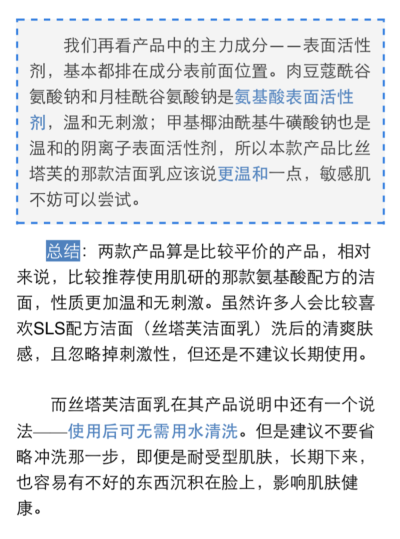 我们再看产品中的主力成分——表面活性
剂，基本都排在成分表前面位置。肉豆蔻酰谷
氨酸钠和月桂酰谷氨酸钠是氨基酸表面活性
剂，温和无刺激；甲基椰油酰基牛磺酸钠也是
温和的阴离子表面活性剂，所以本款产品比丝
塔芙的那款洁面乳应该说更温和一点，敏感肌
不妨可以尝试。
总结：两款产品算是比较平价的产品，相对
来说，比较推荐使用肌研的那款氨基酸配方的洁
面，性质更加温和无刺激。虽然许多人会比较喜
欢SLS配方洁面（丝塔芙洁面乳）洗后的清爽肤
感，且忽略掉刺激性，但还是不建议长期使用。
而丝塔芙洁面乳在其产品说明中还有一个说
法——使用后可无需用水清洗。但是建议不要省
略冲洗那一步，即便是耐受型肌肤，长期下来，
也容易有不好的东西沉积在脸上，影响肌肤健
康。